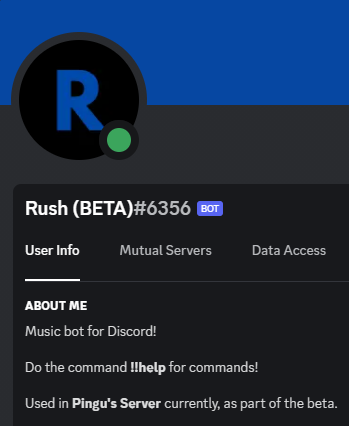 R
Rush (BETA)#6356 BOT
User Info Mutual Servers Data Access
ABOUT ME
Music bot for Discord!
Do the command !!help for commands!
Used in Pingu's Server currently, as part of the beta.